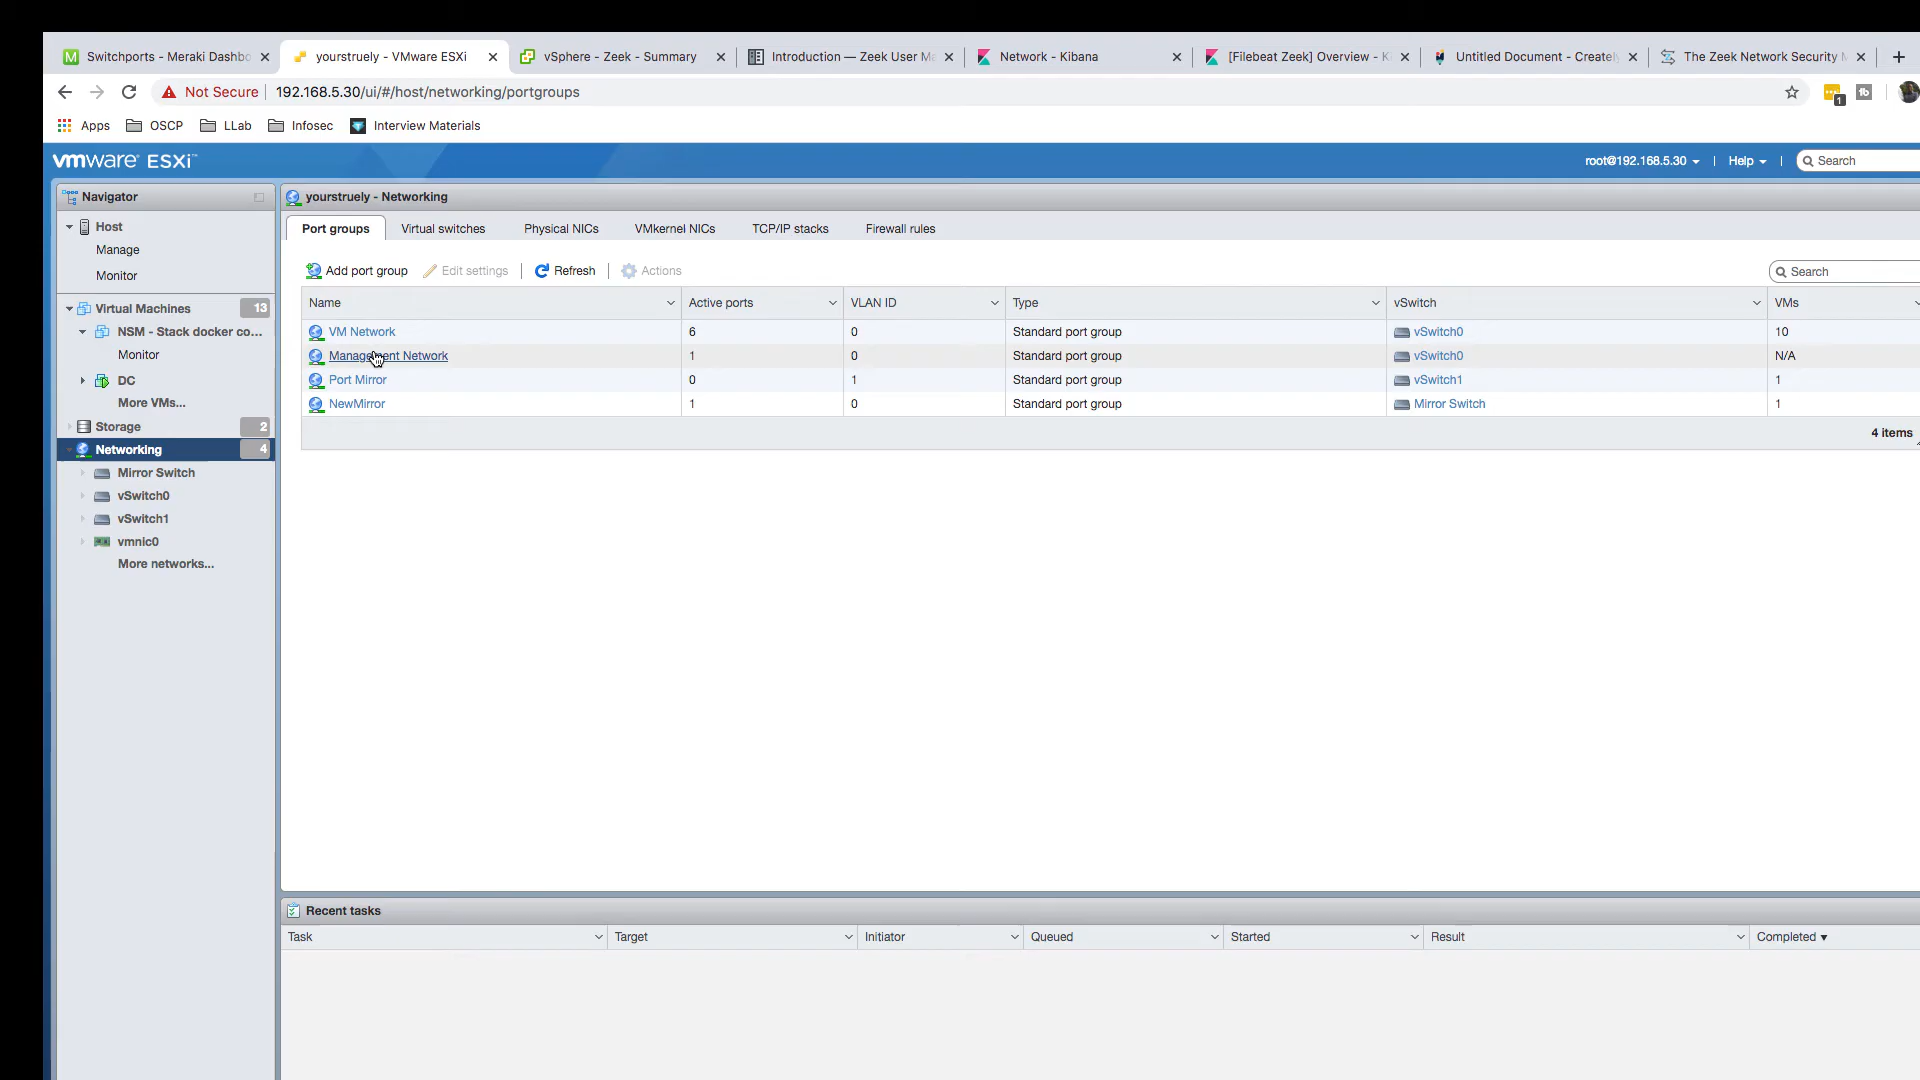 Switchports - Meraki Dashbo
yourstruely - VMware ESXi
vSphere - Zeek - Summary
Introduction — Zeek User Ma
Network - Kibana
[Filebeat Zeek] Overview - K
Untitled Document - Createl
The Zeek Network Security M
Not Secure
192.168.5.30/ui/#/host/networking/portgroups
1
Apps
OSCP
LLab
Infosec
Interview Materials
vmware ESXi
root@192.168.5.30
Help
Search
Navigator
Host
Manage
Monitor
Virtual Machines 13
NSM - Stack docker co...
Monitor
DC
More VMs...
Storage 2
Networking 4
Mirror Switch
vSwitch0
vSwitch1
vmnic0
More networks...
yourstruely - Networking
Port groups Virtual switches Physical NICs VMkernel NICs TCP/IP stacks Firewall rules
Add port group Edit settings Refresh Actions Search
Name Active ports VLAN ID Type vSwitch VMs
VM Network 6 0 Standard port group vSwitch0 10
Management Network 1 0 Standard port group vSwitch0 N/A
Port Mirror 0 1 Standard port group vSwitch1 1
NewMirror 1 0 Standard port group Mirror Switch 1
4 items
Recent tasks
Task Target Initiator Queued Started Result Completed